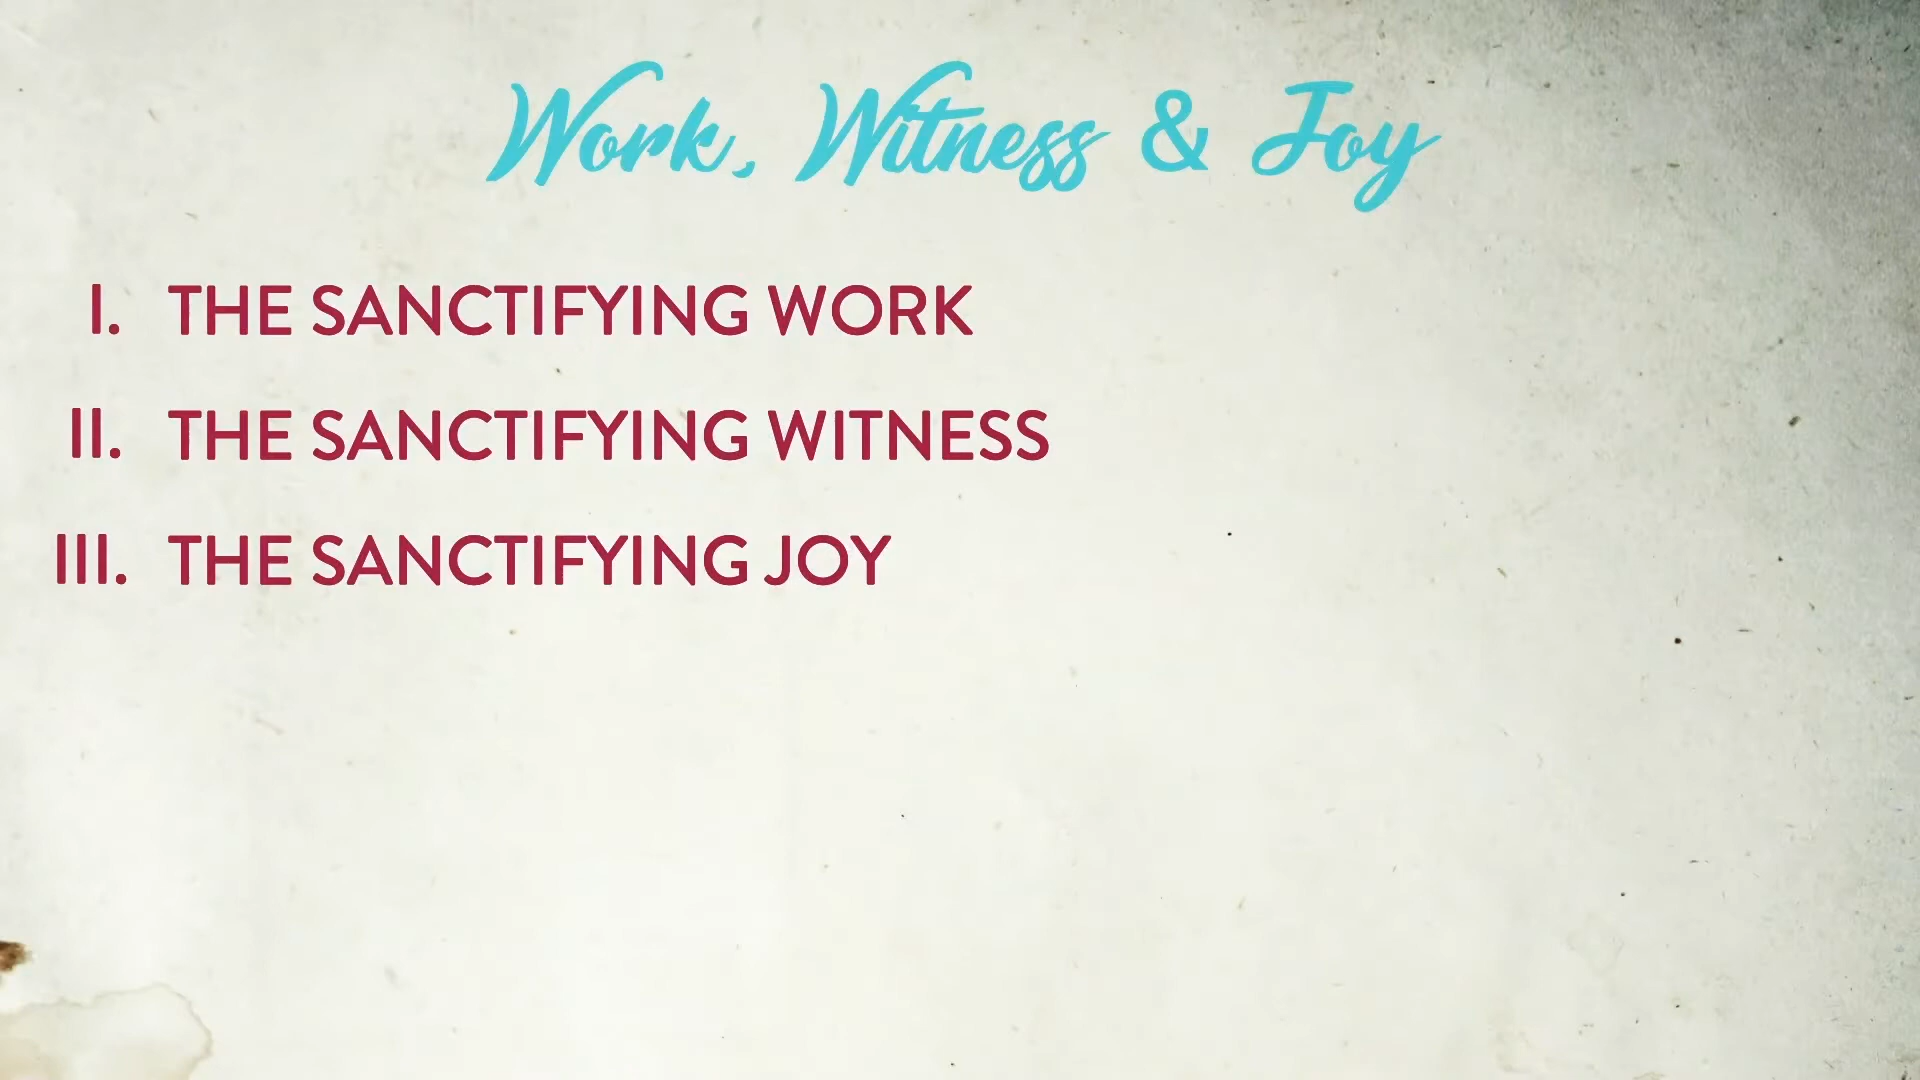 Work, Witness & Joy
I. THE SANCTIFYING WORK
II. THE SANCTIFYING WITNESS
III. THE SANCTIFYING JOY